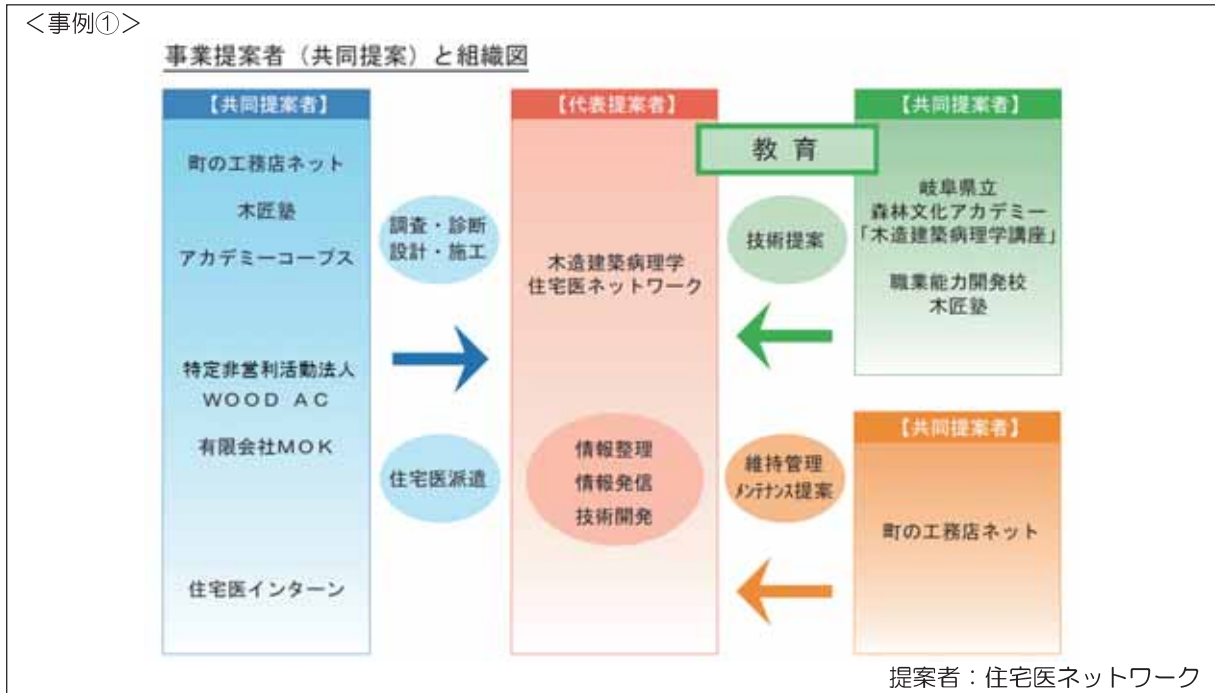 ＜事例①＞
事業提案者（共同提案）と組織図
【共同提案者】
町の工務店ネット
木匠塾
アカデミーコープス
特定非営利活動法人
ＷＯＯＤ ＡＣ
有限会社ＭＯＫ
住宅医インターン
調査・診断
設計・施工
住宅医派遣
【代表提案者】
木造建築病理学
住宅医ネットワーク
情報整理
情報発信
技術開発
教育
技術提案
維持管理
ﾒﾝﾃﾅﾝｽ提案
【共同提案者】
岐阜県立
森林文化アカデミー
「木造建築病理学講座」
職業能力開発校
木匠塾
【共同提案者】
町の工務店ネット
提案者：住宅医ネットワーク